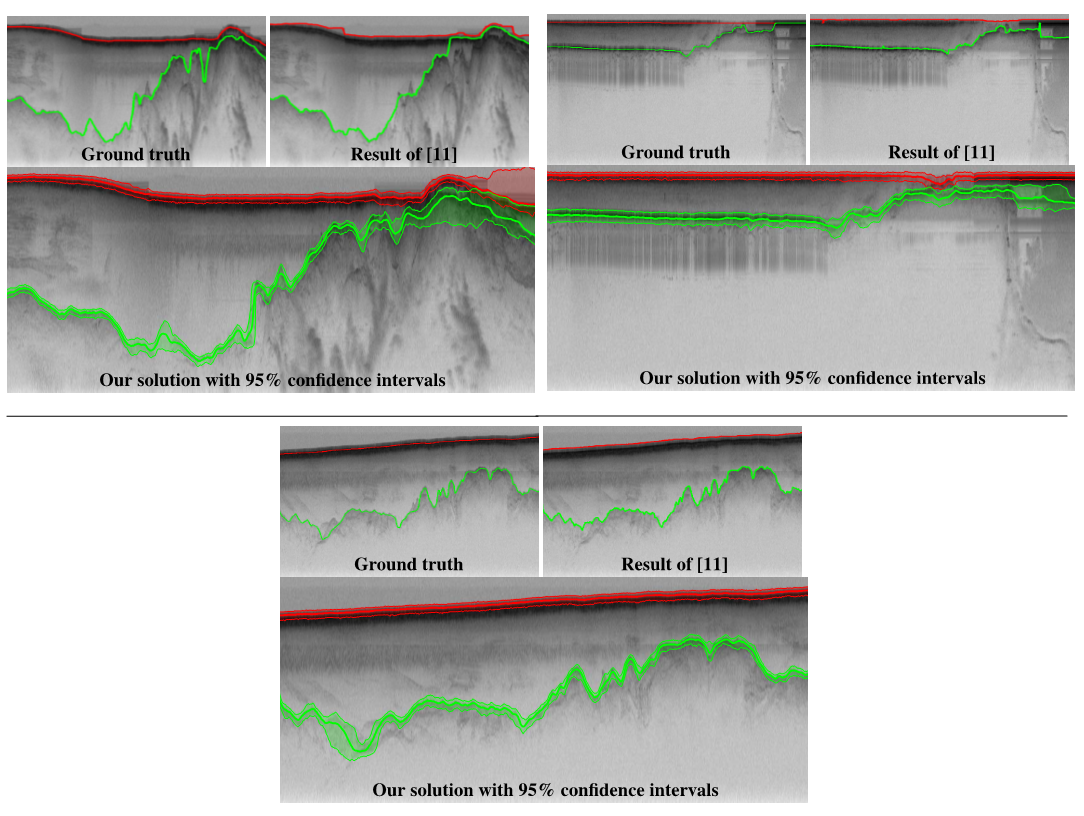 Ground truth
Result of [11]
Our solution with 95% confidence intervals
Ground truth
Result of [11]
Our solution with 95% confidence intervals
Ground truth
Result of [11]
Our solution with 95% confidence intervals